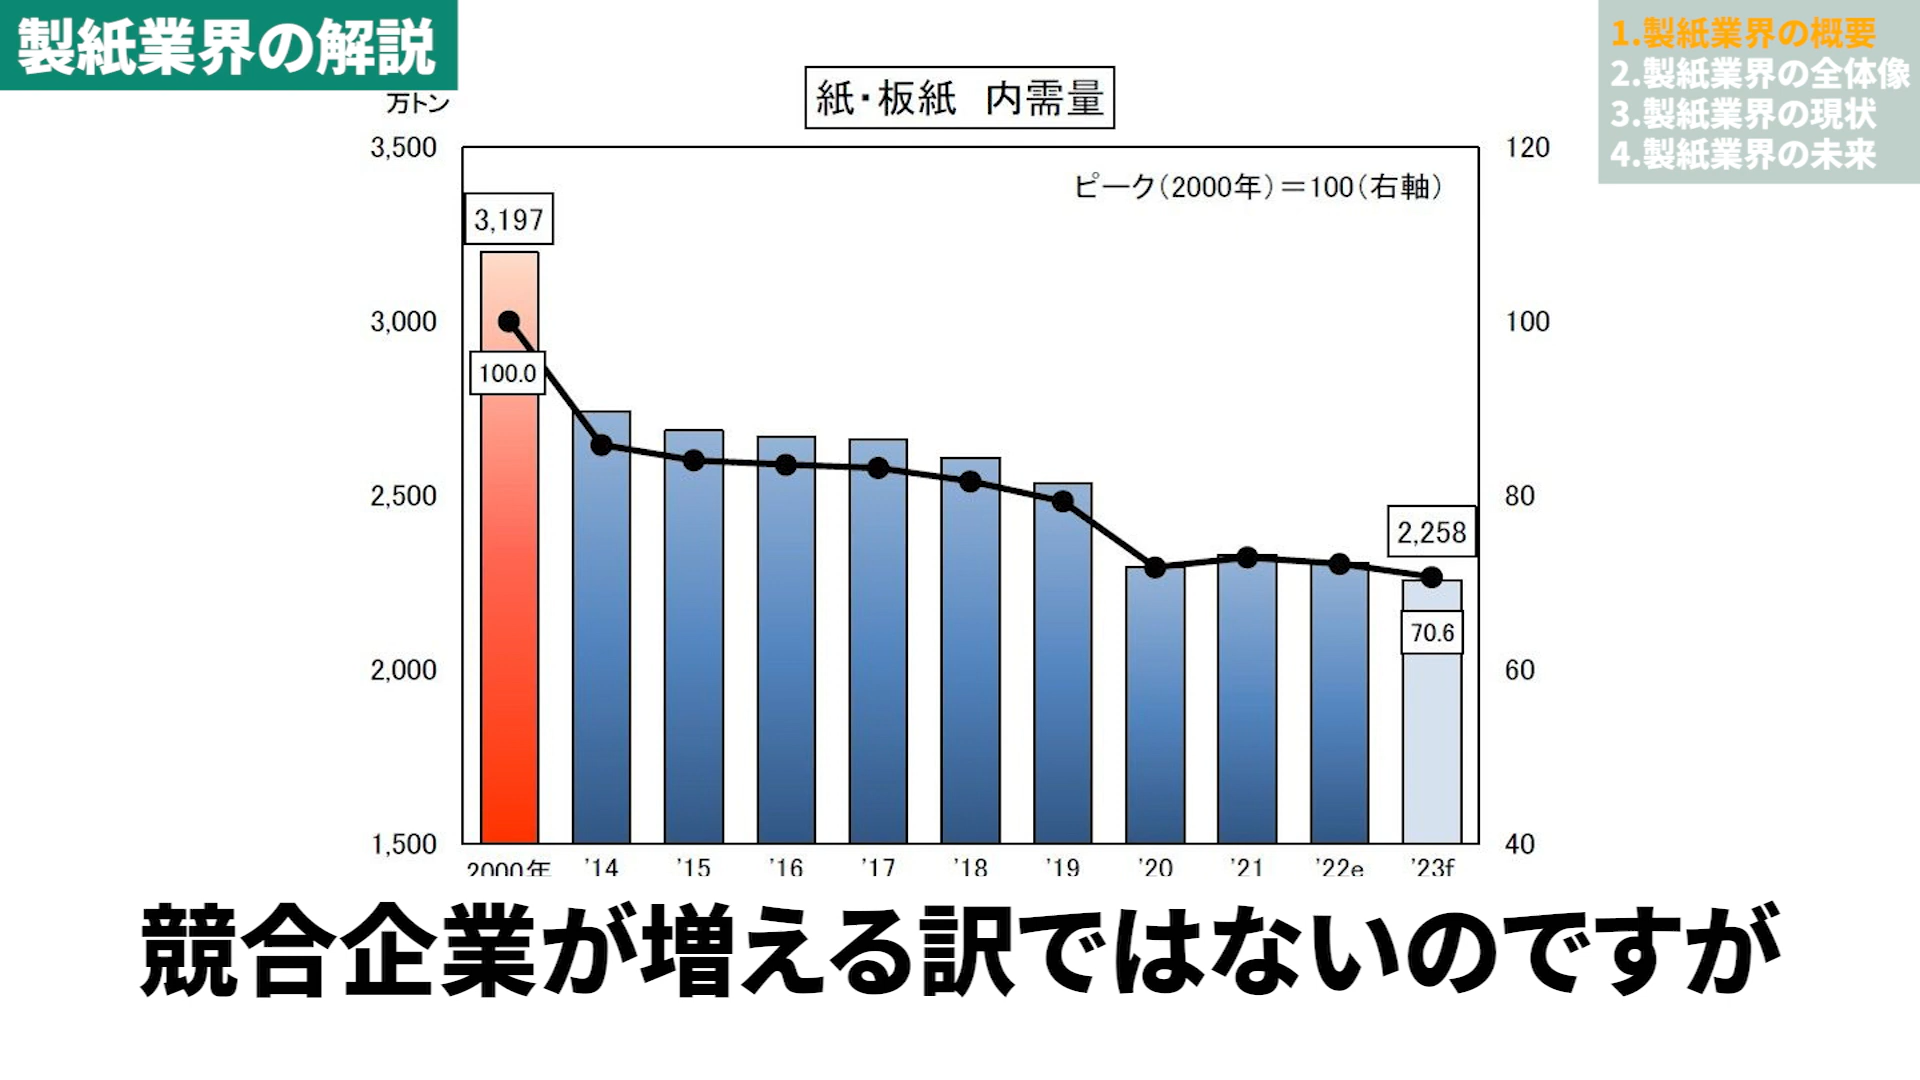 製紙業界の解説
1.製紙業界の概要
2.製紙業界の全体像
3.製紙業界の現状
4.製紙業界の未来
万トン
紙・板紙 内需量
3,500
120
ピーク（2000年）＝100（右軸）
3,197
3,000
100
100.0
2,500
80
2,258
70.6
2,000
60
1,500
40
2000年 ’14 ’15 ’16 ’17 ’18 ’19 ’20 ’21 ’22e ’23f
競合企業が増える訳ではないのですが